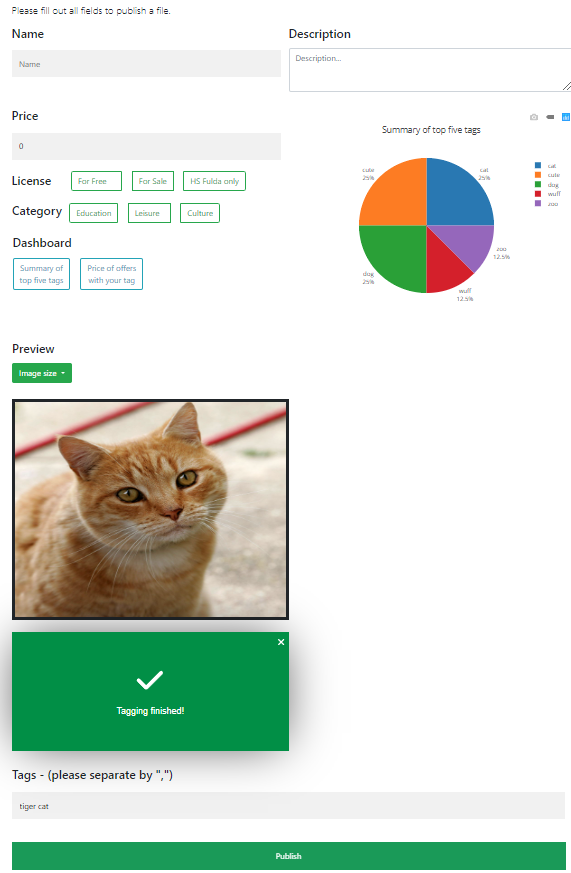 Please fill out all fields to publish a file.
Name
Description
Name
Description...
Price
0
Summary of top five tags
License
For Free
For Sale
HS Fulda only
Category
Education
Leisure
Culture
Dashboard
Summary of
top five tags
Price of offers
with your tag
cute
25%
cat
25%
zoo
12.5%
wuff
12.5%
dog
25%
cat
cute
dog
wuff
zoo
Preview
Image size
Tagging finished!
Tags - (please separate by ",")
tiger cat
Publish